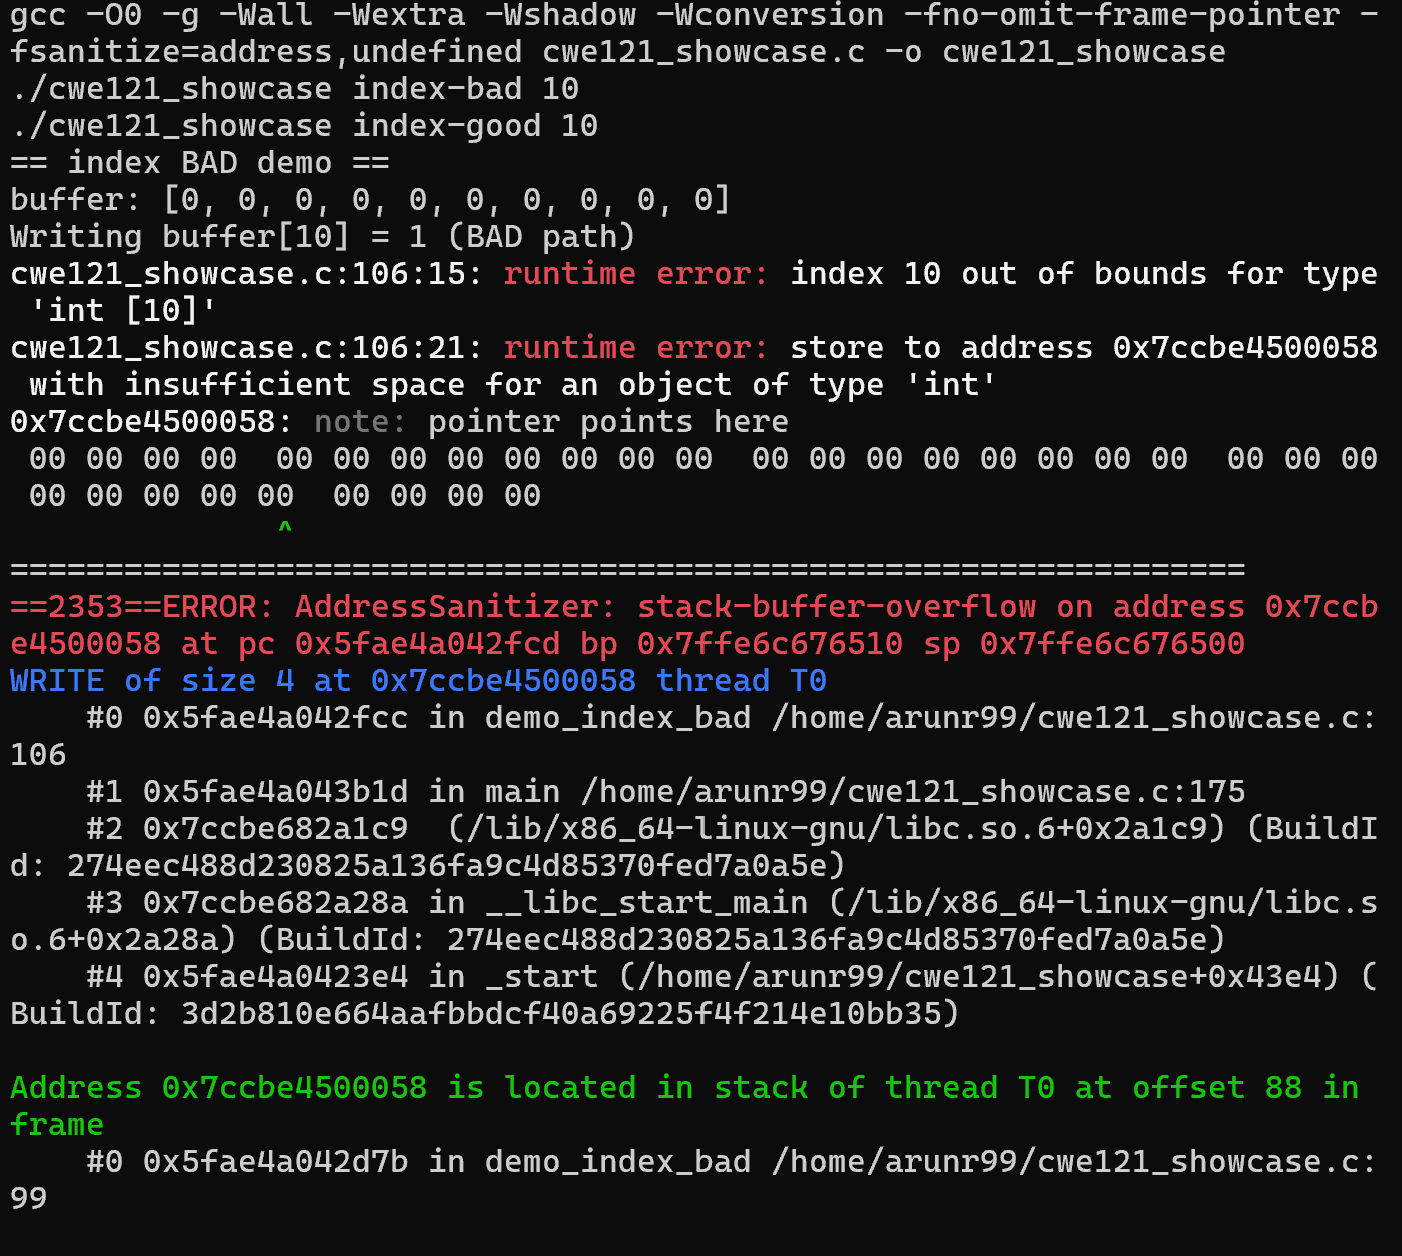 gcc -O0 -g -Wall -Wextra -Wshadow -Wconversion -fno-omit-frame-pointer -
fsanitize=address,undefined cwe121_showcase.c -o cwe121_showcase
./cwe121_showcase index-bad 10
./cwe121_showcase index-good 10
== index BAD demo ==
buffer: [0, 0, 0, 0, 0, 0, 0, 0, 0, 0]
Writing buffer[10] = 1 (BAD path)
cwe121_showcase.c:106:15: runtime error: index 10 out of bounds for type
 'int [10]'
cwe121_showcase.c:106:21: runtime error: store to address 0x7ccbe4500058
 with insufficient space for an object of type 'int'
0x7ccbe4500058: note: pointer points here
 00 00 00 00  00 00 00 00 00 00 00 00  00 00 00 00 00 00 00 00  00 00 00
 00 00 00 00 00  00 00 00 00
              ^
=================================================================
==2353==ERROR: AddressSanitizer: stack-buffer-overflow on address 0x7ccb
e4500058 at pc 0x5fae4a042fcd bp 0x7ffe6c676510 sp 0x7ffe6c676500
WRITE of size 4 at 0x7ccbe4500058 thread T0
    #0 0x5fae4a042fcc in demo_index_bad /home/arunr99/cwe121_showcase.c:
106
    #1 0x5fae4a043b1d in main /home/arunr99/cwe121_showcase.c:175
    #2 0x7ccbe682a1c9  (/lib/x86_64-linux-gnu/libc.so.6+0x2a1c9) (BuildI
d: 274eec488d230825a136fa9c4d85370fed7a0a5e)
    #3 0x7ccbe682a28a in __libc_start_main (/lib/x86_64-linux-gnu/libc.s
o.6+0x2a28a) (BuildId: 274eec488d230825a136fa9c4d85370fed7a0a5e)
    #4 0x5fae4a0423e4 in _start (/home/arunr99/cwe121_showcase+0x43e4) (
BuildId: 3d2b810e664aafbbdcf40a69225f4f214e10bb35)

Address 0x7ccbe4500058 is located in stack of thread T0 at offset 88 in
frame
    #0 0x5fae4a042d7b in demo_index_bad /home/arunr99/cwe121_showcase.c:
99